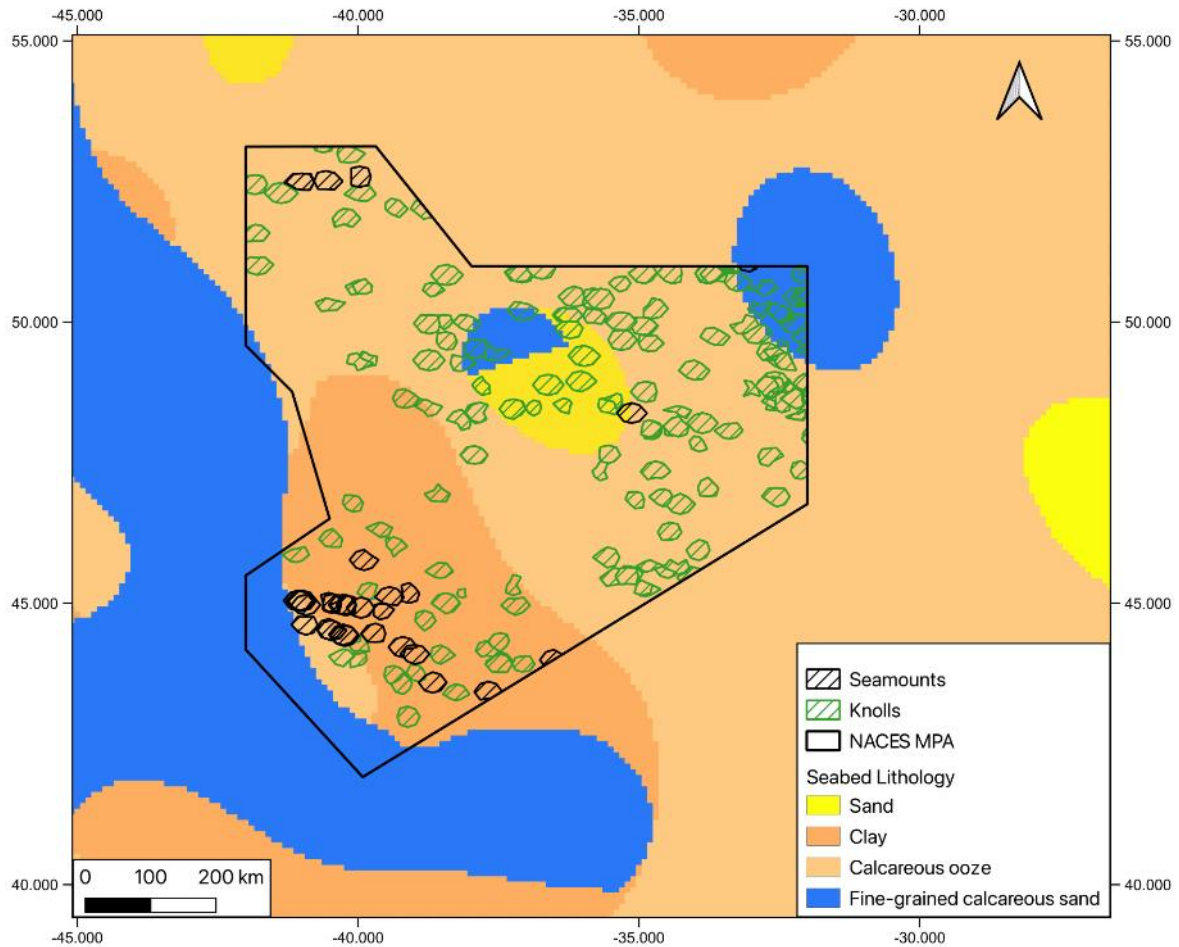 -45.000 -40.000 -35.000 -30.000
55.000 55.000
50.000 50.000
45.000 45.000
Seamounts
Knolls
NACES MPA
Seabed Lithology
Sand
Clay
Calcareous ooze
Fine-grained calcareous sand
0 100 200 km
40.000 40.000
-45.000 -40.000 -35.000 -30.000